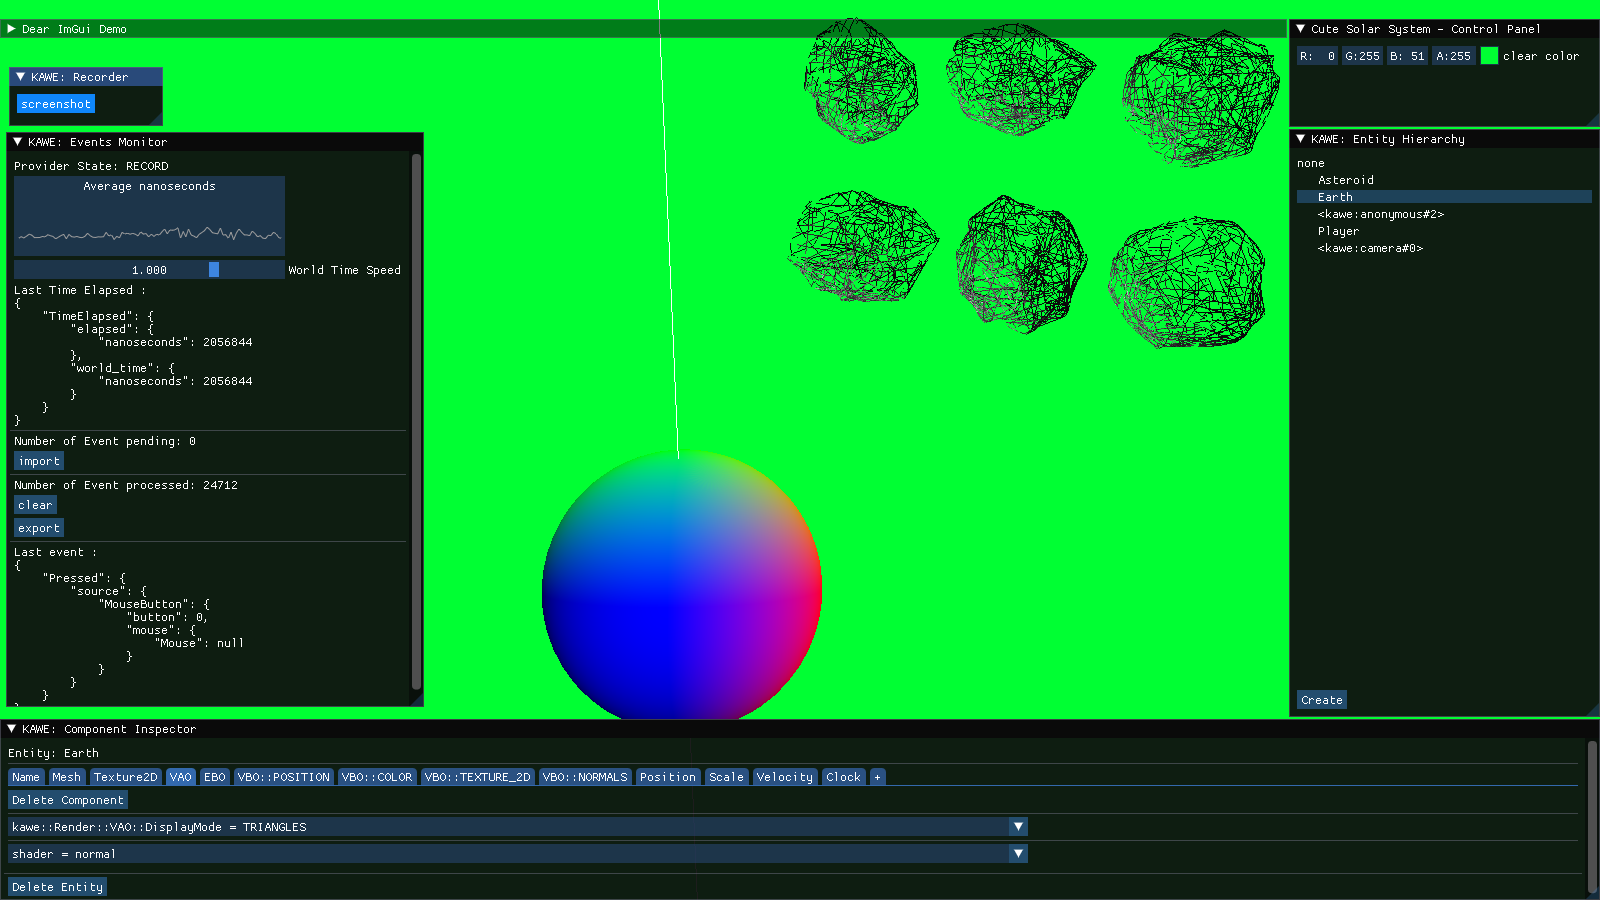 Dear ImGui Demo
KAWE: Recorder
screenshot
KAWE: Events Monitor
Provider State: RECORD
Average nanoseconds
1.000 World Time Speed
Last Time Elapsed :
{
"TimeElapsed": {
"elapsed": {
"nanoseconds": 2056844
},
"world_time": {
"nanoseconds": 2056844
}
}
}
Number of Event pending: 0
import
Number of Event processed: 24712
clear
export
Last event :
{
"Pressed": {
"source": {
"MouseButton": {
"button": 0,
"mouse": {
"Mouse": null
}
}
}
}
Cute Solar System - Control Panel
R: 0 G:255 B: 51 A:255 clear color
KAWE: Entity Hierarchy
none
Asteroid
Earth
<kawe:anonymous#2>
Player
<kawe:camera#0>
Create
KAWE: Component Inspector
Entity: Earth
Name Mesh Texture2D VAO EBO VBO::POSITION VBO::COLOR VBO::TEXTURE_2D VBO::NORMALS Position Scale Velocity Clock +
Delete Component
kawe::Render::VAO::DisplayMode = TRIANGLES
shader = normal
Delete Entity